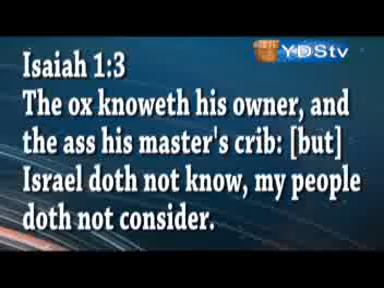 YDStv
Isaiah 1:3
The ox knoweth his owner, and
the ass his master's crib: [but]
Israel doth not know, my people
doth not consider.